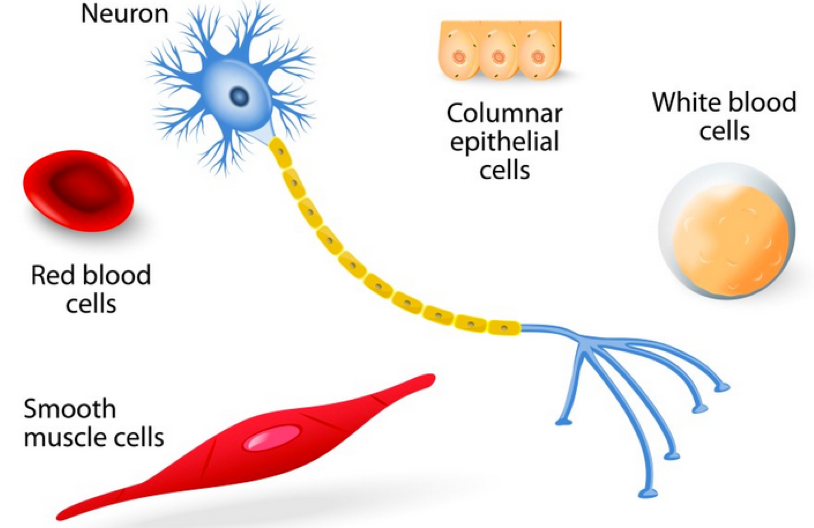 Neuron
Columnar
epithelial
cells
White blood
cells
Red blood
cells
Smooth
muscle cells